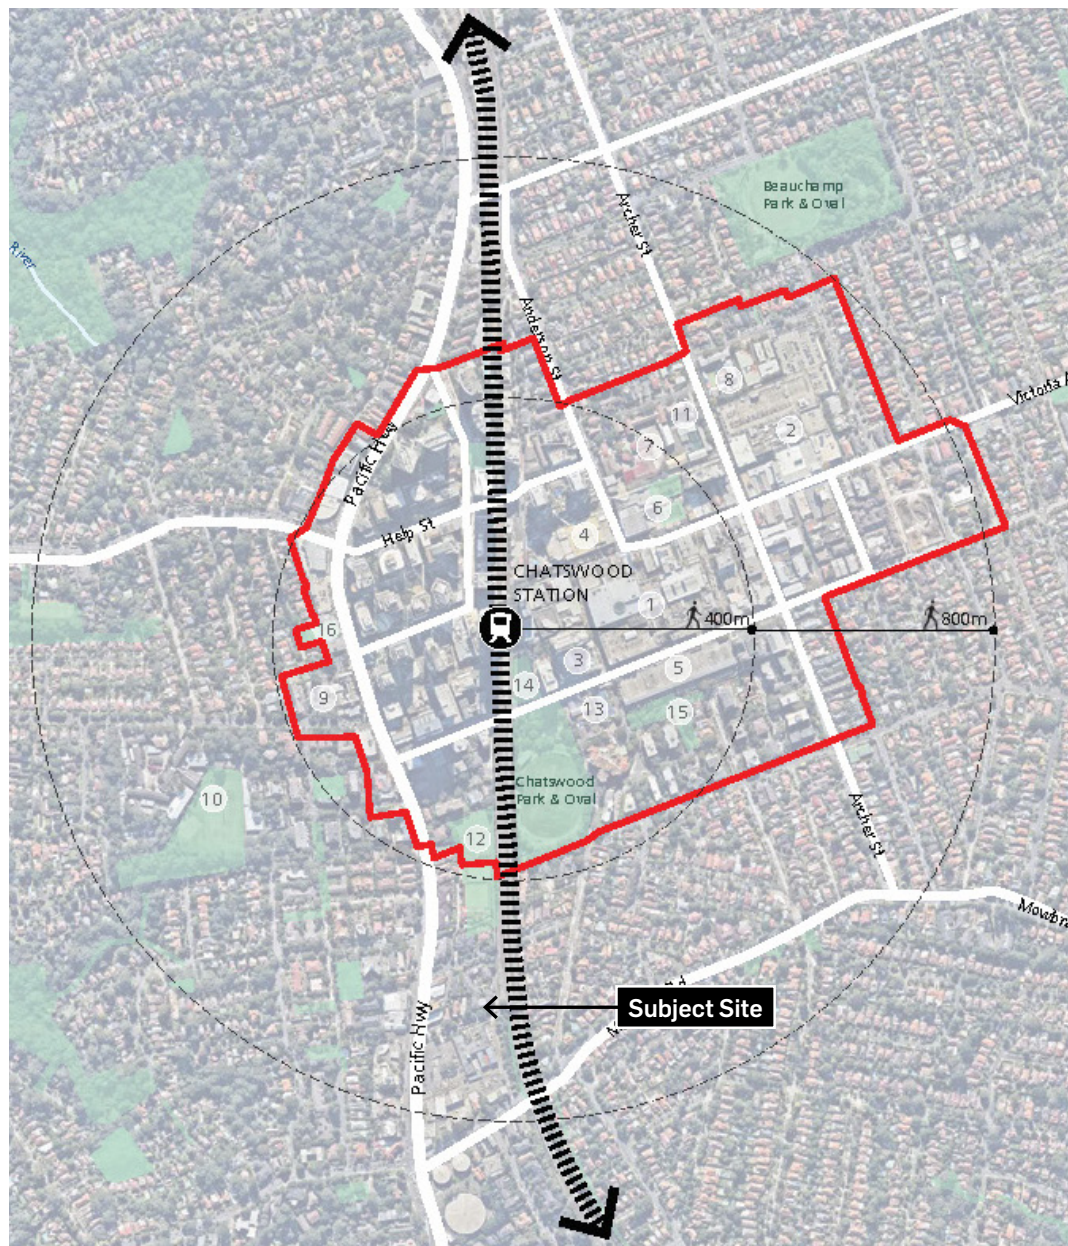 Beauchamp
Park & Oval
Archer St
River
Anderson St
Victoria A
8
11
2
7
Pacific Hwy
6
Help St
4
CHATSWOOD
STATION
1
400m
800m
16
3
5
14
9
13
15
Chatswood
Park & Oval
10
12
Archer St
Mowbra
Subject Site
Pacific Hwy